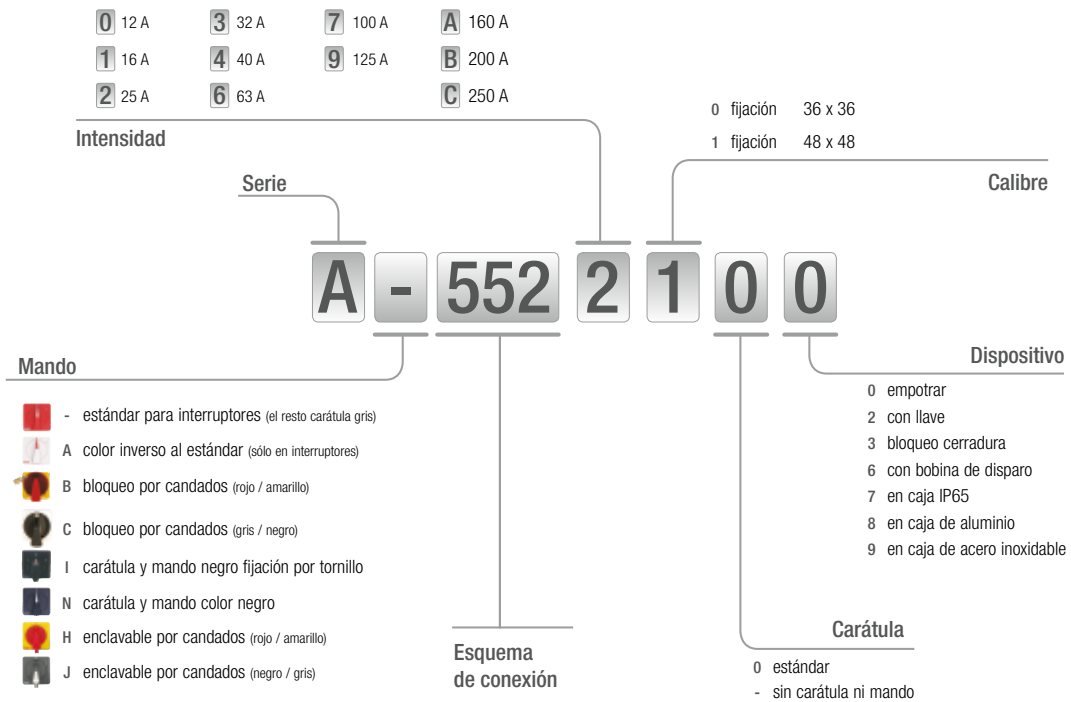 0 12 A 3 32 A 7 100 A A 160 A
1 16 A 4 40 A 9 125 A B 200 A
2 25 A 6 63 A C 250 A
Intensidad
0 fijación 36 x 36
1 fijación 48 x 48
Calibre
Serie
A - 552 2 1 0 0
Mando
- estándar para interruptores (el resto carátula gris)
A color inverso al estándar (sólo en interruptores)
B bloqueo por candados (rojo / amarillo)
C bloqueo por candados (gris / negro)
I carátula y mando negro fijación por tornillo
N carátula y mando color negro
H enclavable por candados (rojo / amarillo)
J enclavable por candados (negro / gris)
Esquema
de conexión
Dispositivo
0 empotrar
2 con llave
3 bloqueo cerradura
6 con bobina de disparo
7 en caja IP65
8 en caja de aluminio
9 en caja de acero inoxidable
Carátula
0 estándar
- sin carátula ni mando